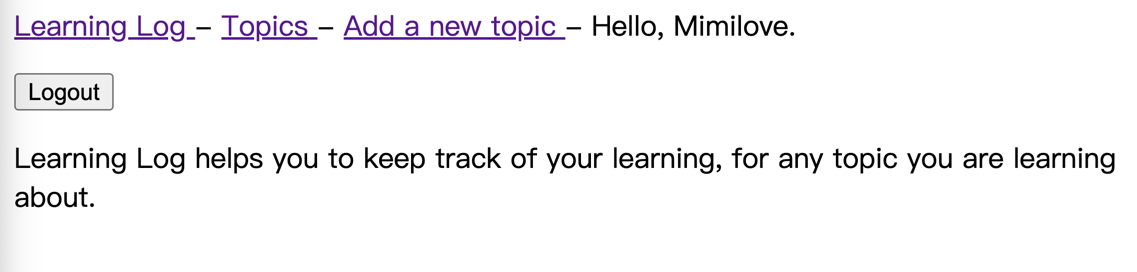 Learning Log – Topics – Add a new topic – Hello, Mimilove.
Logout
Learning Log helps you to keep track of your learning, for any topic you are learning
about.